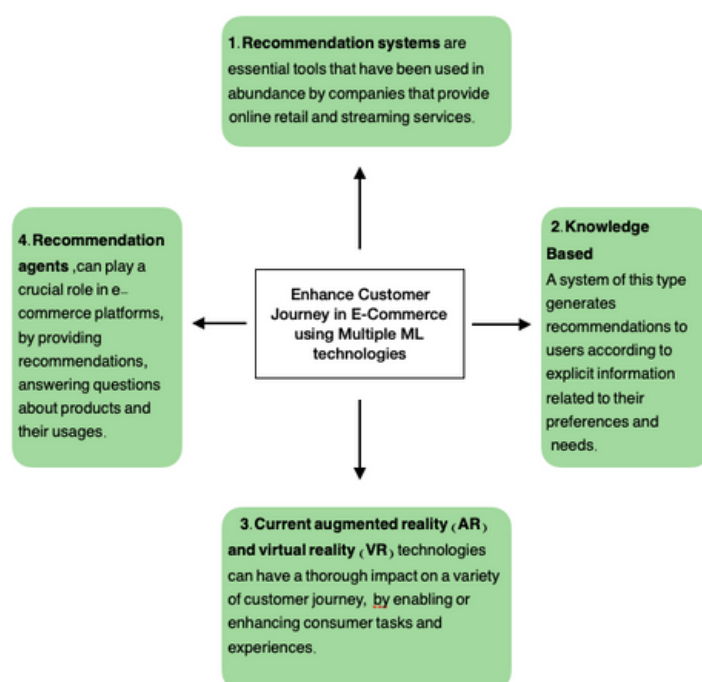 1.Recommendation systems are
essential tools that have been used in
abundance by companies that provide
online retail and streaming services.
2.Knowledge
Based
A system of this type
generates
recommendations to
users according to
explicit information
related to their
preferences and
needs.
4.Recommendation
agents ,can play a
crucial role in e-
commerce platforms,
by providing
recommendations,
answering questions
about products and
their usages.
Enhance Customer
Journey in E-Commerce
using Multiple ML
technologies
3.Current augmented reality (AR)
and virtual reality (VR) technologies
can have a thorough impact on a variety
of customer journey, by enabling or
enhancing consumer tasks and
experiences.